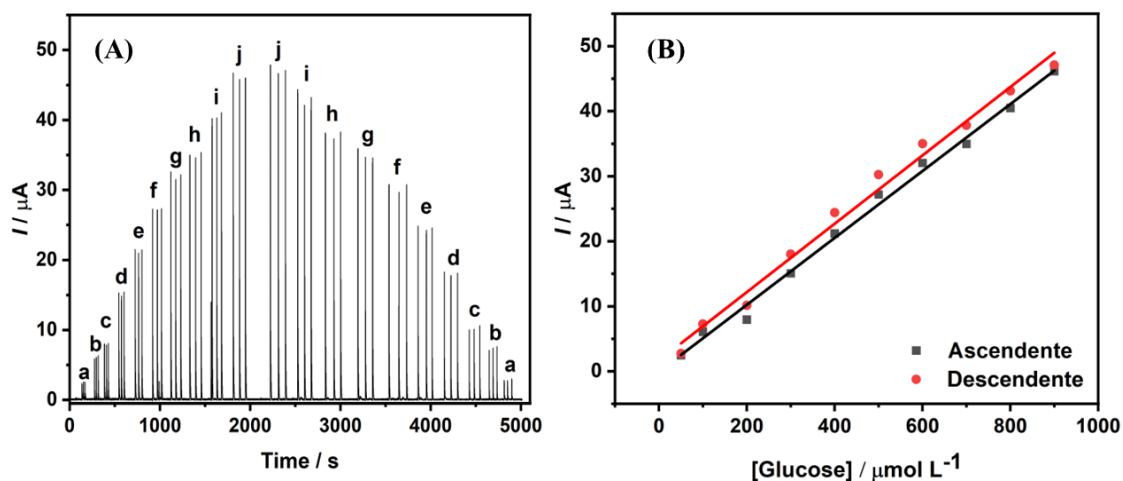 (A)
I / µA
50
40
30
20
10
0
a
b
c
d
e
f
g
h
i
j
j
i
h
g
f
e
d
c
b
a
0 1000 2000 3000 4000 5000
Time / s
(B)
I / µA
50
40
30
20
10
0
Ascendente
Descendente
0 200 400 600 800 1000
[Glucose] / µmol L⁻¹